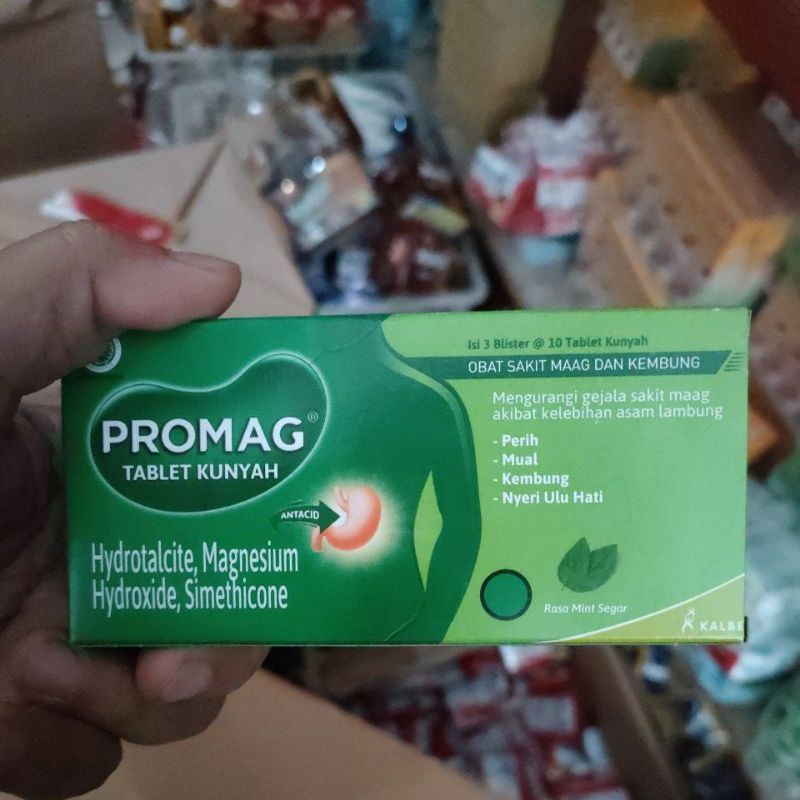 PROMAG®
TABLET KUNYAH
ANTACID
Hydrotalcite, Magnesium
Hydroxide, Simethicone
Isi 3 Blister @ 10 Tablet Kunyah
OBAT SAKIT MAAG DAN KEMBUNG
Mengurangi gejala sakit maag
akibat kelebihan asam lambung
- Perih
- Mual
- Kembung
- Nyeri Ulu Hati
Rasa Mint Segar
KALBE